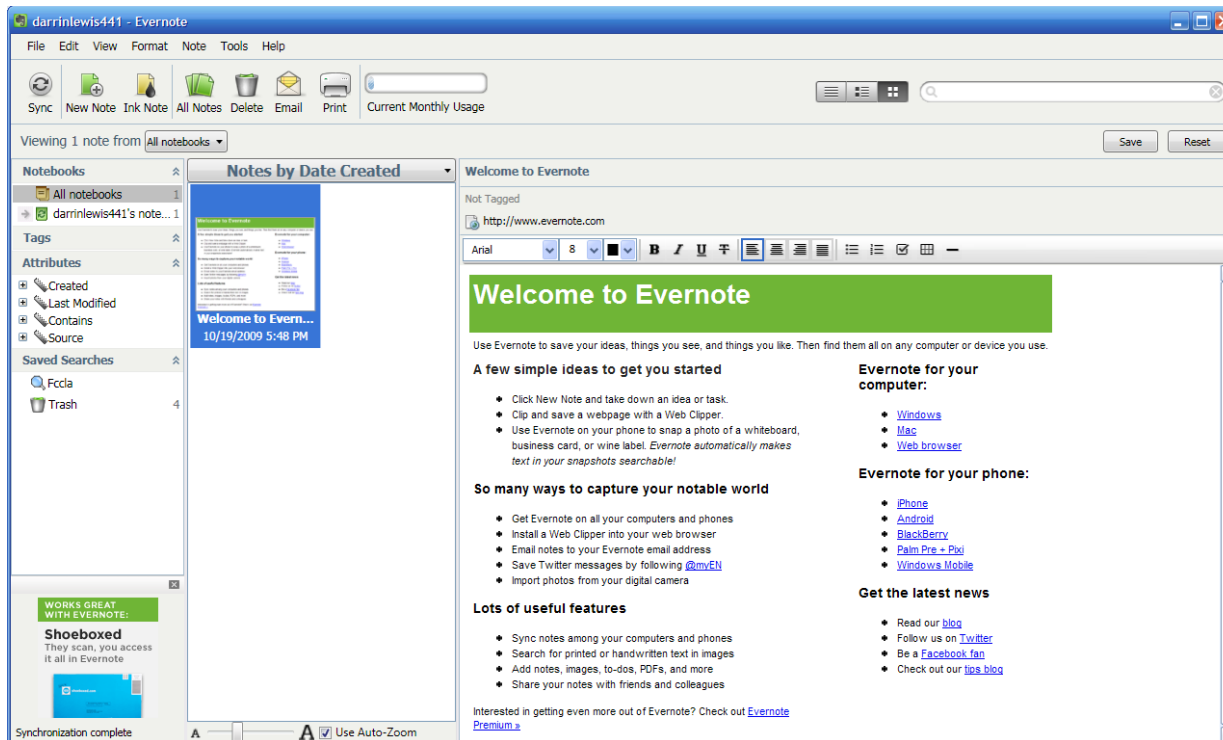 darrinlewis441 - Evernote
File Edit View Format Note Tools Help
Sync New Note Ink Note All Notes Delete Email Print Current Monthly Usage
Viewing 1 note from All notebooks
Save Reset
Notebooks
All notebooks 1
darrinlewis441's note... 1
Tags
Attributes
Created
Last Modified
Contains
Source
Saved Searches
Fccla
Trash 4
WORKS GREAT
WITH EVERNOTE:
Shoeboxed
They scan, you access
it all in Evernote
Synchronization complete
Notes by Date Created
Welcome to Evern...
10/19/2009 5:48 PM
A A Use Auto-Zoom
Welcome to Evernote
Not Tagged
http://www.evernote.com
Arial 8 B I U T
Welcome to Evernote
Use Evernote to save your ideas, things you see, and things you like. Then find them all on any computer or device you use.
A few simple ideas to get you started
Click New Note and take down an idea or task.
Clip and save a webpage with a Web Clipper.
Use Evernote on your phone to snap a photo of a whiteboard,
business card, or wine label. Evernote automatically makes
text in your snapshots searchable!
So many ways to capture your notable world
Get Evernote on all your computers and phones
Install a Web Clipper into your web browser
Email notes to your Evernote email address
Save Twitter messages by following @myEN
Import photos from your digital camera
Lots of useful features
Sync notes among your computers and phones
Search for printed or handwritten text in images
Add notes, images, to-dos, PDFs, and more
Share your notes with friends and colleagues
Interested in getting even more out of Evernote? Check out Evernote
Premium »
Evernote for your
computer:
Windows
Mac
Web browser
Evernote for your phone:
iPhone
Android
BlackBerry
Palm Pre + Pixi
Windows Mobile
Get the latest news
Read our blog
Follow us on Twitter
Be a Facebook fan
Check out our tips blog